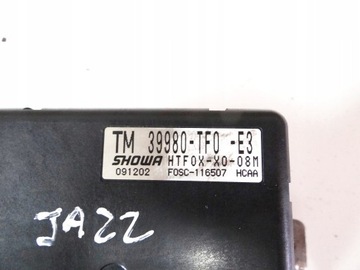 TM 39980-TF0 -E3
SHOWA HTF0X-X0-08M
091202 F0SC-116507 HCAA
JAZZ